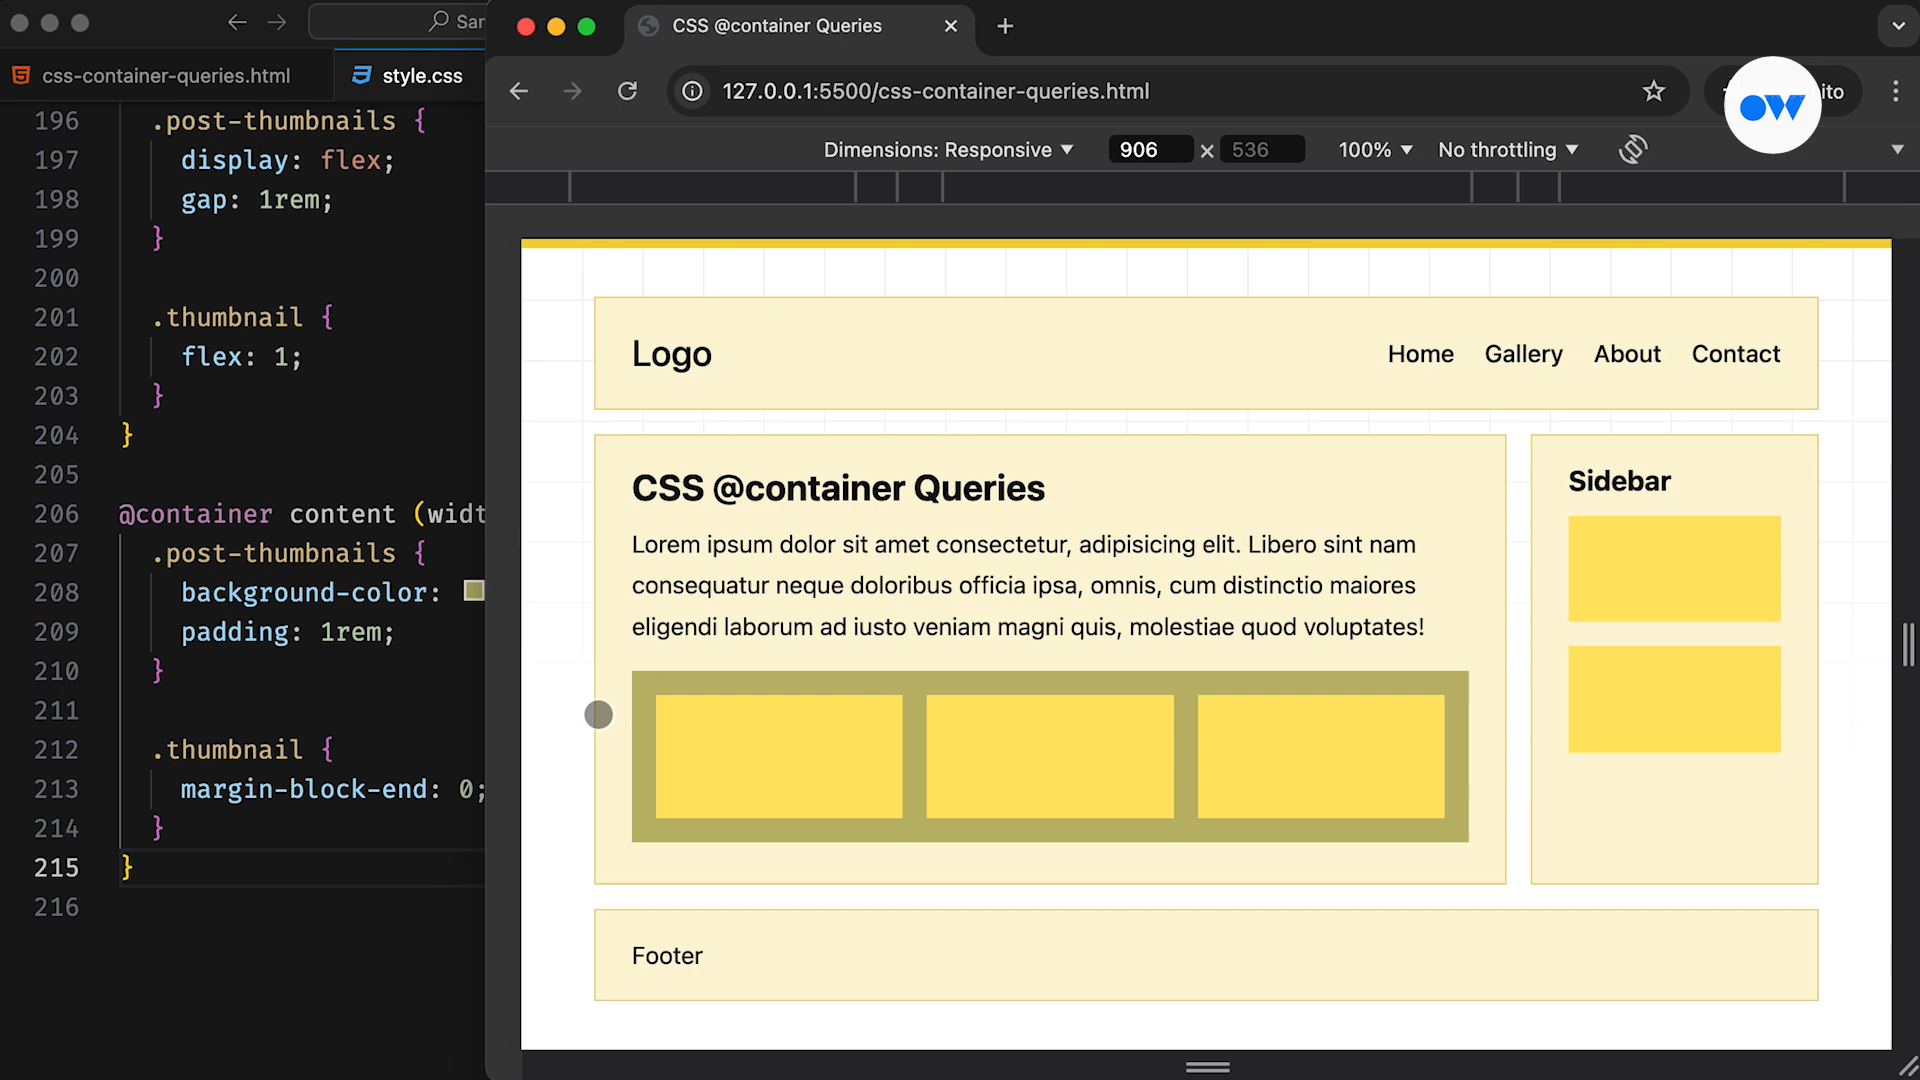 Sar
css-container-queries.html
style.css
196 .post-thumbnails {
197 display: flex;
198 gap: 1rem;
199 }
200
201 .thumbnail {
202 flex: 1;
203 }
204 }
205
206 @container content (widt
207 .post-thumbnails {
208 background-color:
209 padding: 1rem;
210 }
211
212 .thumbnail {
213 margin-block-end: 0;
214 }
215 }
216
CSS @container Queries
127.0.0.1:5500/css-container-queries.html
ito
OW
Dimensions: Responsive
906 × 536
100%
No throttling
Logo
Home Gallery About Contact
CSS @container Queries
Lorem ipsum dolor sit amet consectetur, adipisicing elit. Libero sint nam
consequatur neque doloribus officia ipsa, omnis, cum distinctio maiores
eligendi laborum ad iusto veniam magni quis, molestiae quod voluptates!
Sidebar
Footer